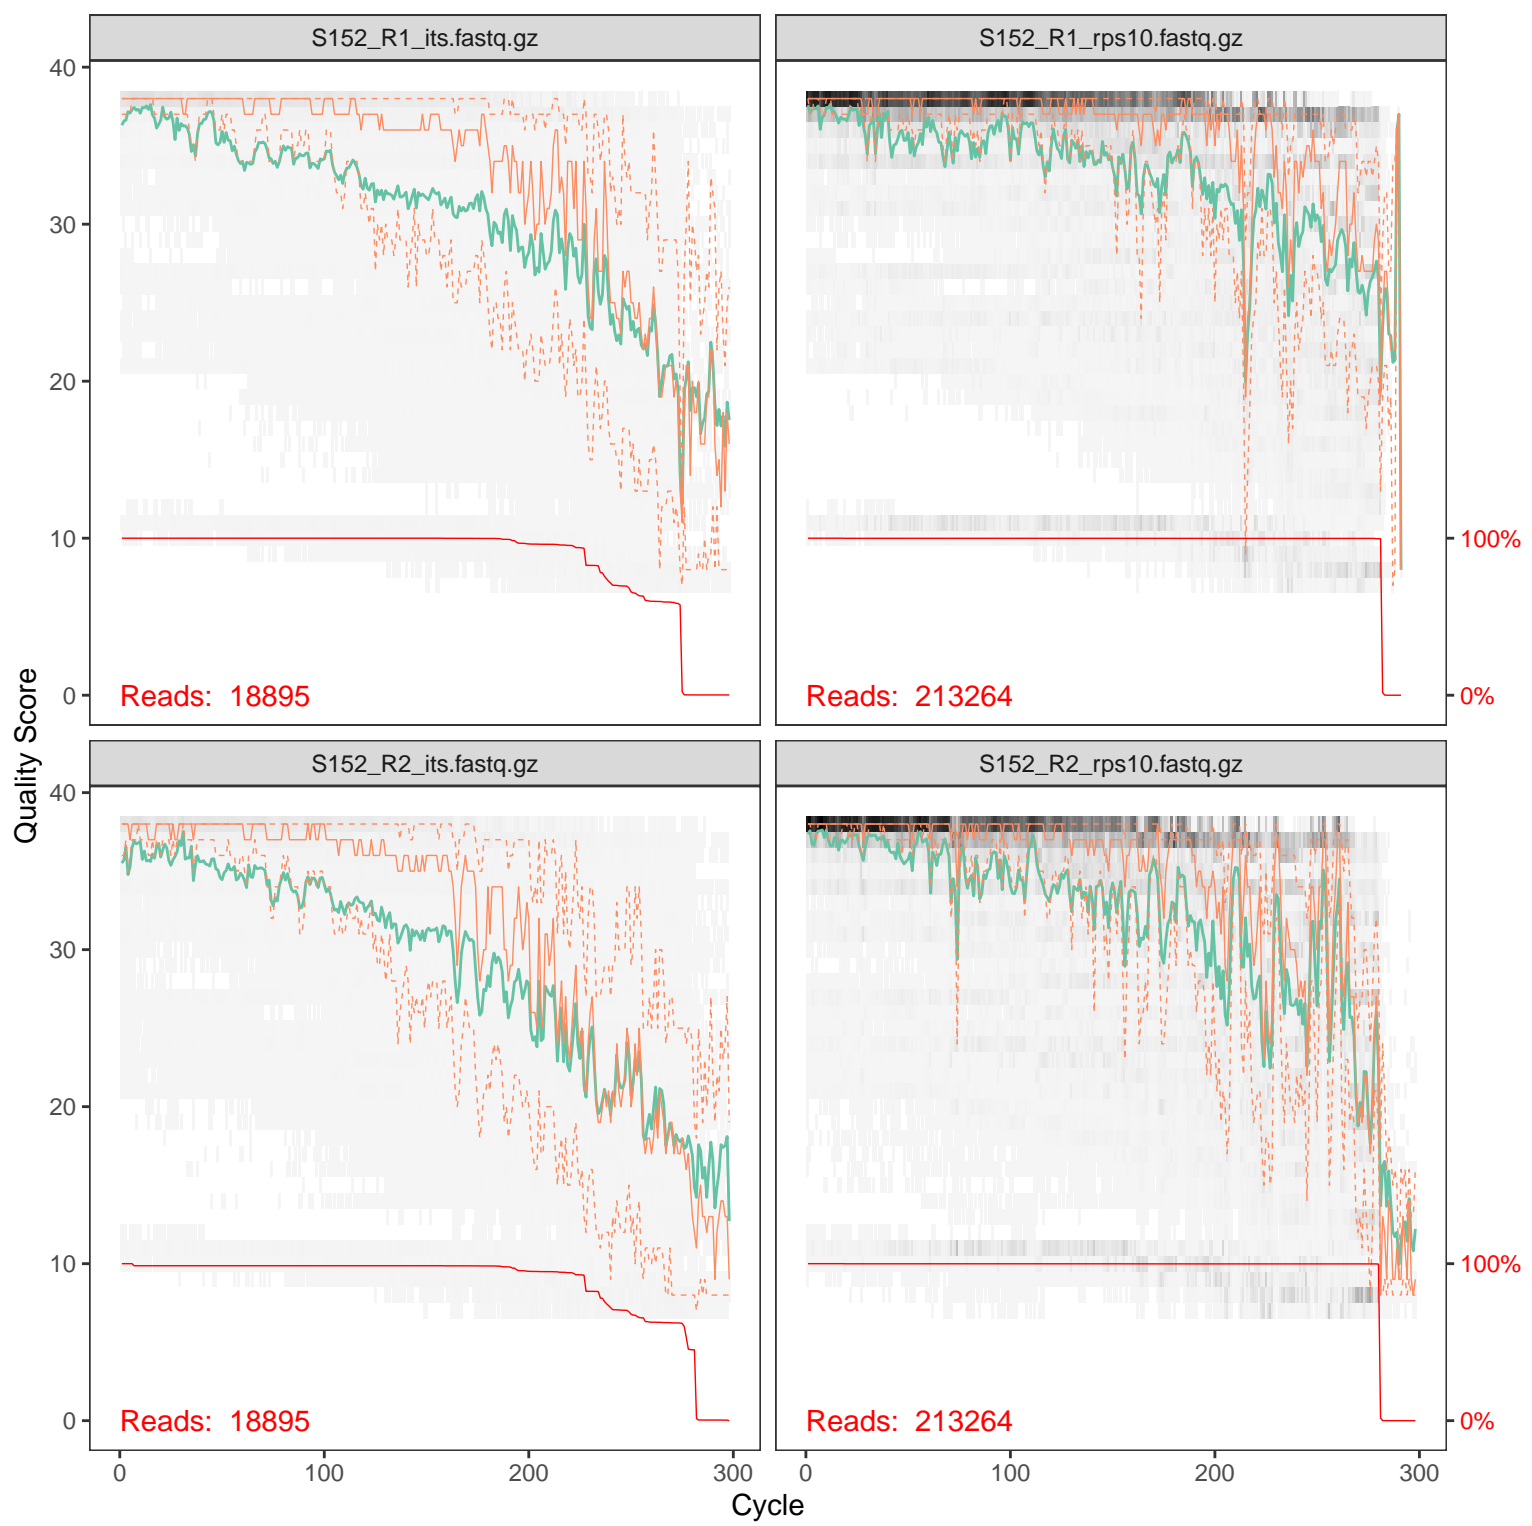 S152_R1_its.fastq.gz
S152_R1_rps10.fastq.gz
40
30
20
10
0
Reads: 18895
Reads: 213264
100%
0%
Quality Score
S152_R2_its.fastq.gz
S152_R2_rps10.fastq.gz
40
30
20
10
0
Reads: 18895
Reads: 213264
100%
0%
0 100 200 300
0 100 200 300
Cycle